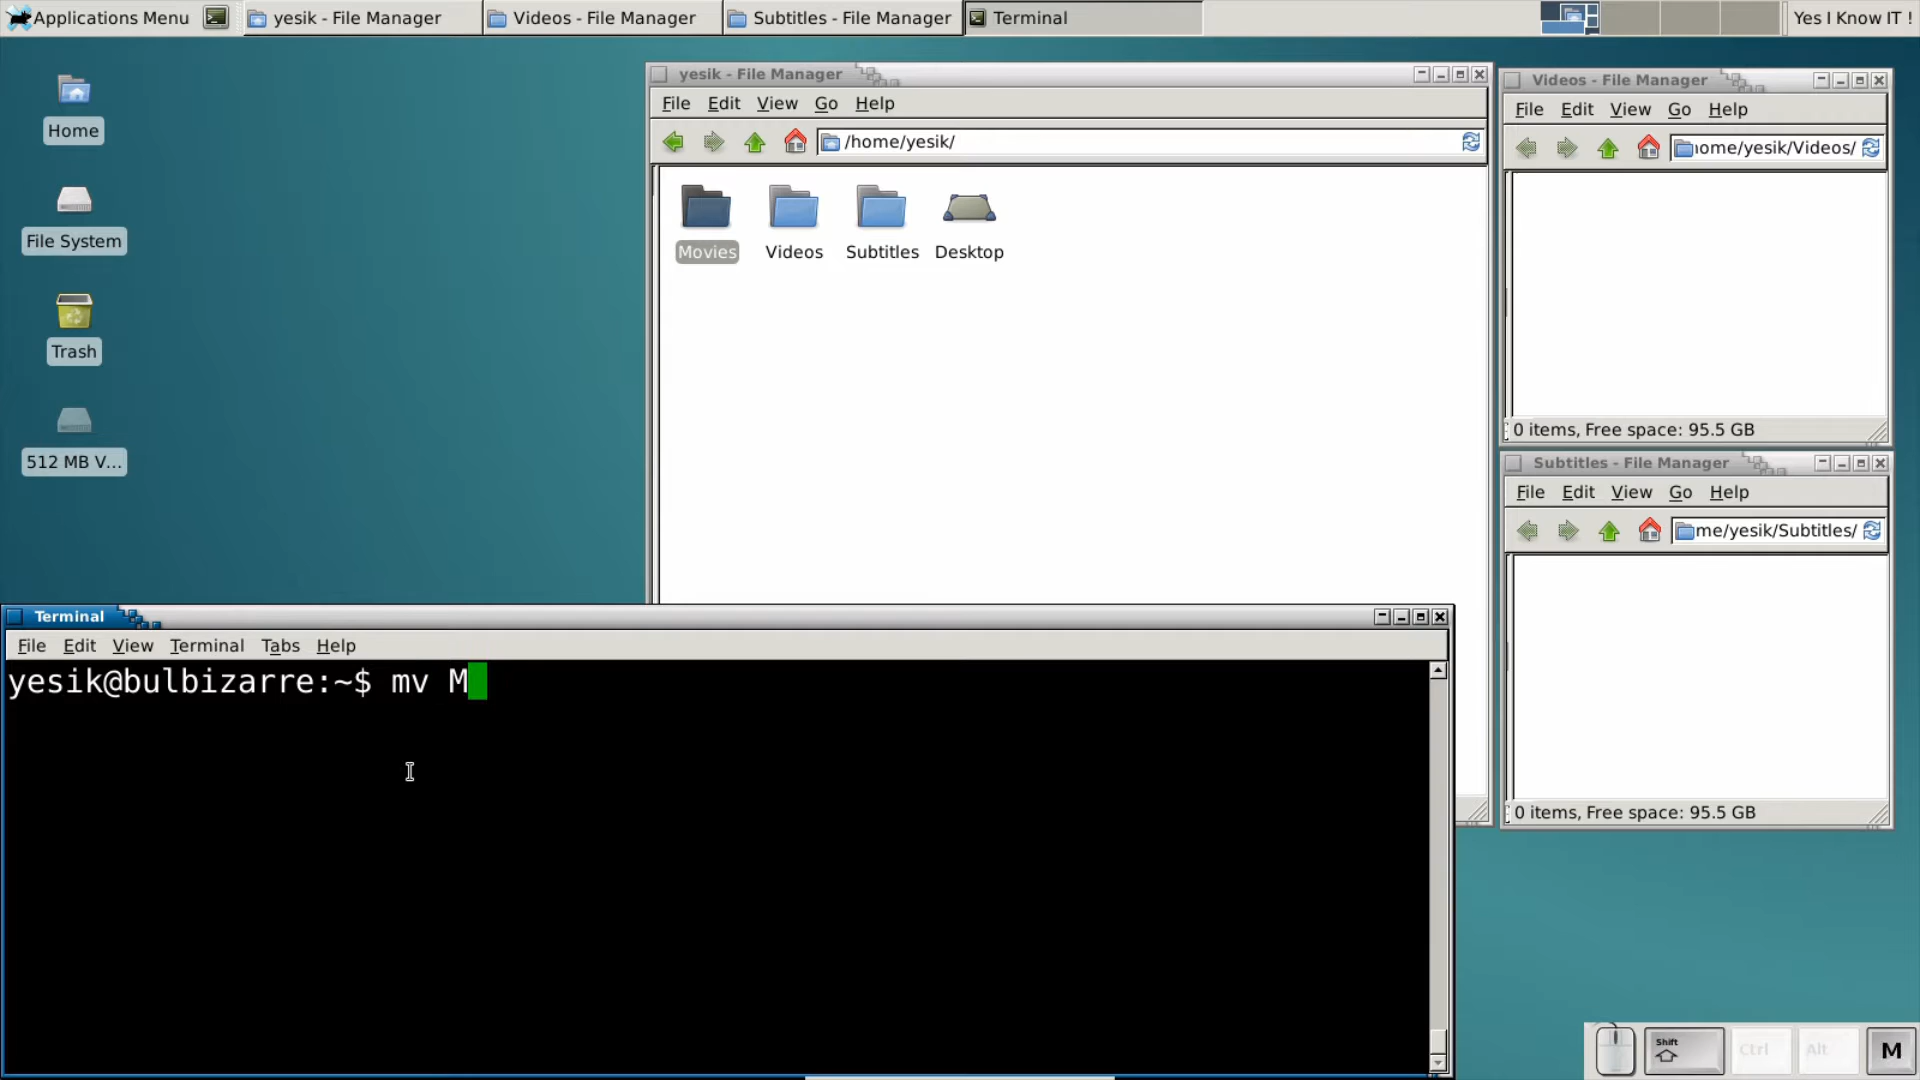 Applications Menu
yesik - File Manager
Videos - File Manager
Subtitles - File Manager
Terminal
Yes I Know IT !
Home
File System
Trash
512 MB V...
yesik - File Manager
File Edit View Go Help
/home/yesik/
Movies Videos Subtitles Desktop
Videos - File Manager
File Edit View Go Help
ome/yesik/Videos/
0 items, Free space: 95.5 GB
Subtitles - File Manager
File Edit View Go Help
me/yesik/Subtitles/
0 items, Free space: 95.5 GB
Terminal
File Edit View Terminal Tabs Help
yesik@bulbizarre:~$ mv M
Shift Ctrl Alt M